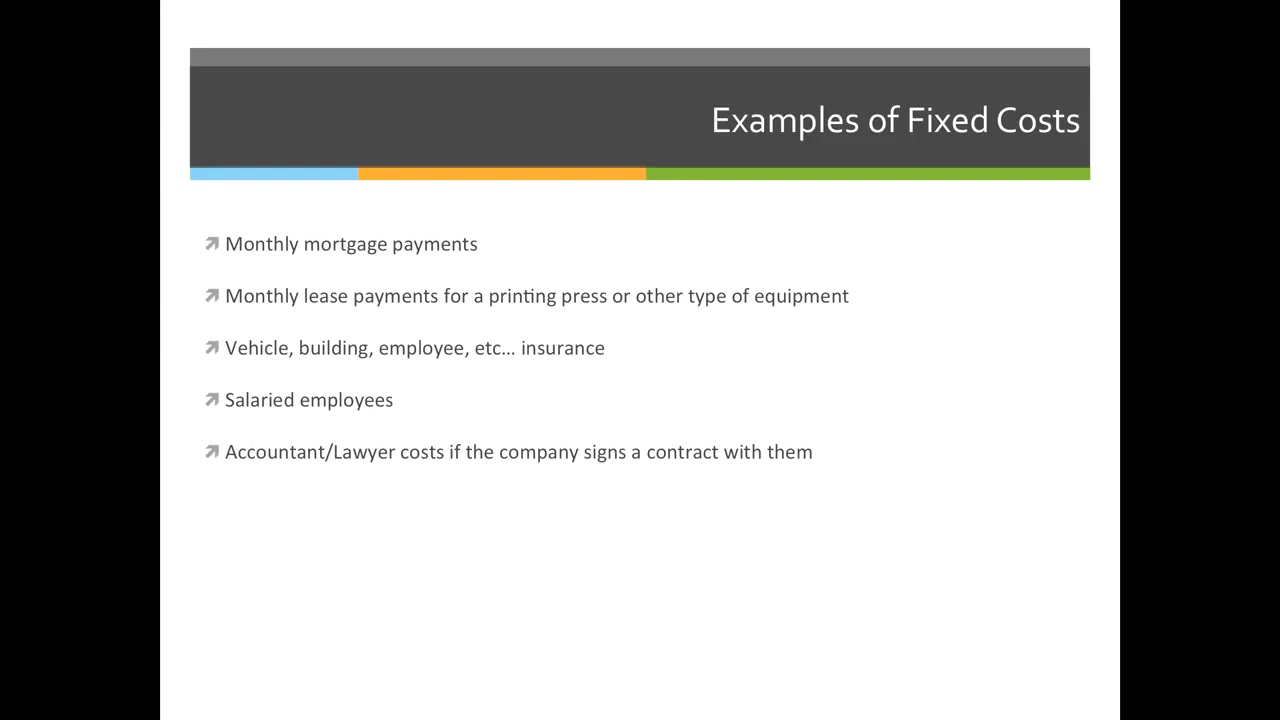 Examples of Fixed Costs
Monthly mortgage payments
Monthly lease payments for a printing press or other type of equipment
Vehicle, building, employee, etc… insurance
Salaried employees
Accountant/Lawyer costs if the company signs a contract with them